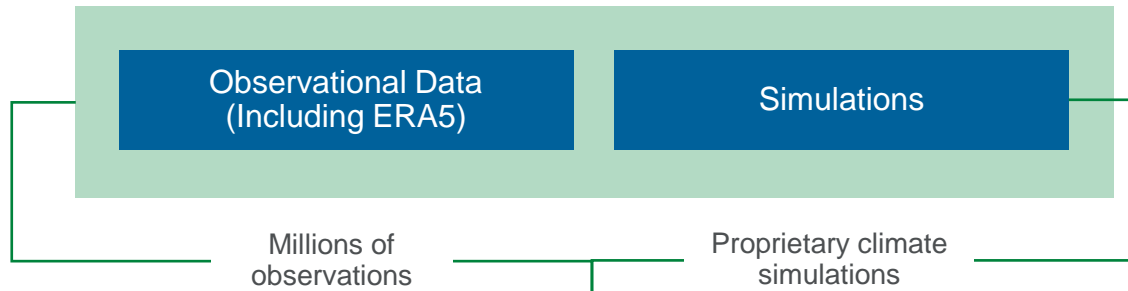 Observational Data
(Including ERA5)
Simulations
Millions of
observations
Proprietary climate
simulations